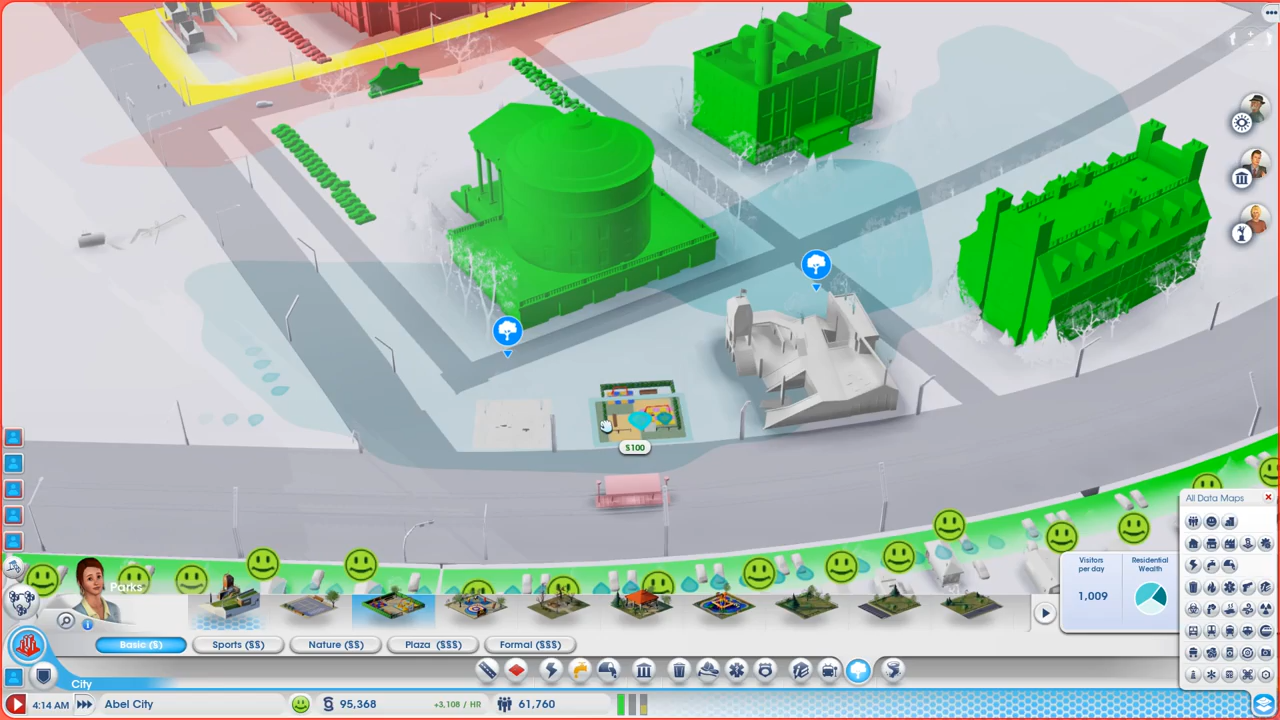 $100
All Data Maps
Visitors per day
Residential Wealth
1,009
Parks
Basic ($)
Sports ($$)
Nature ($$)
Plaza ($$$)
Formal ($$$)
City
4:14 AM
Abel City
95,368
+3,108 / HR
61,760